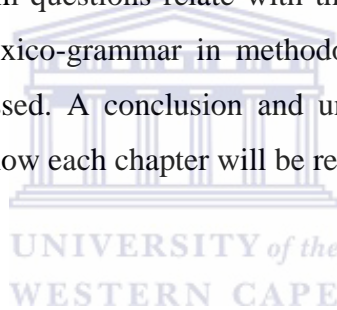 questions relate with
xico-grammar in methodo
sed. A conclusion and
ow each chapter will be re
UNIVERSITY of the
WESTERN CAPE